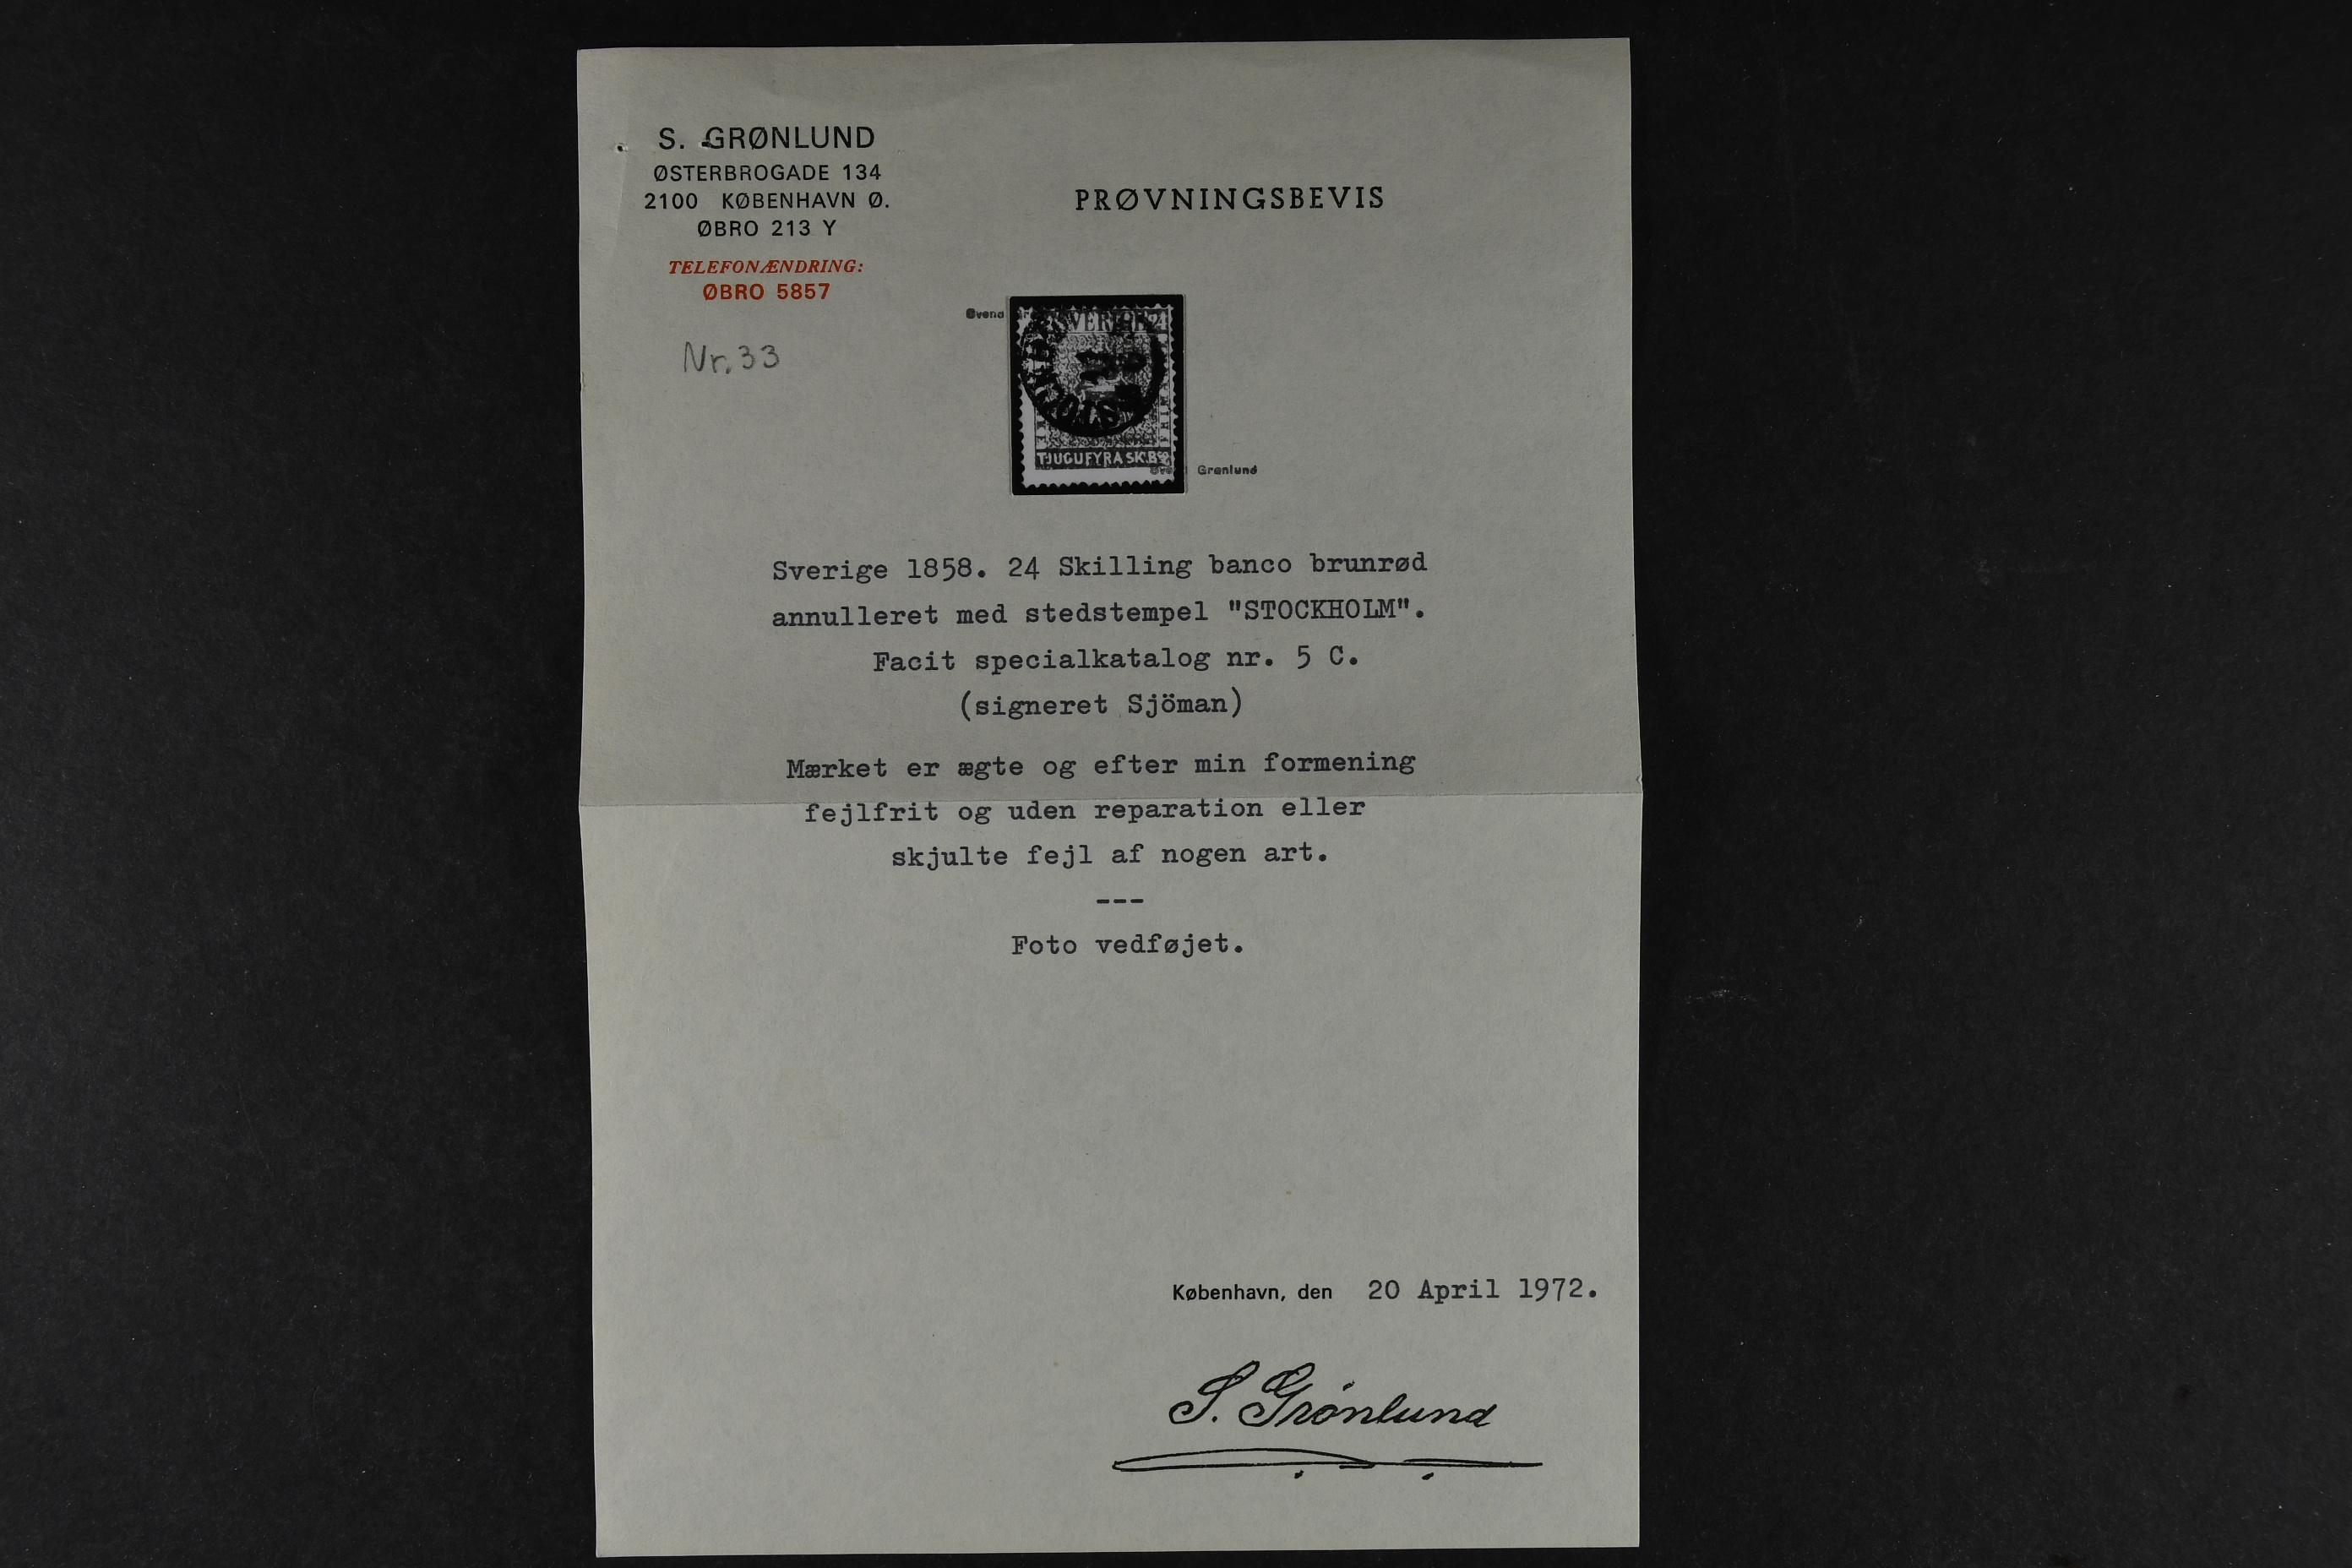 S. GRØNLUND
ØSTERBROGADE 134
2100 KØBENHAVN Ø.
ØBRO 213 Y
TELEFONÆNDRING:
ØBRO 5857
Nr. 33
PRØVNINGSBEVIS
SVERIGE 24
TJUGUFYRA SK. Bco
Grønlund
Sverige 1858. 24 Skilling banco brunrød
annulleret med stedstempel "STOCKHOLM".
Facit specialkatalog nr. 5 C.
(signeret Sjöman)
Mærket er ægte og efter min formening
fejlfrit og uden reparation eller
skjulte fejl af nogen art.
---
Foto vedføjet.
København, den 20 April 1972.
S. Grønlund